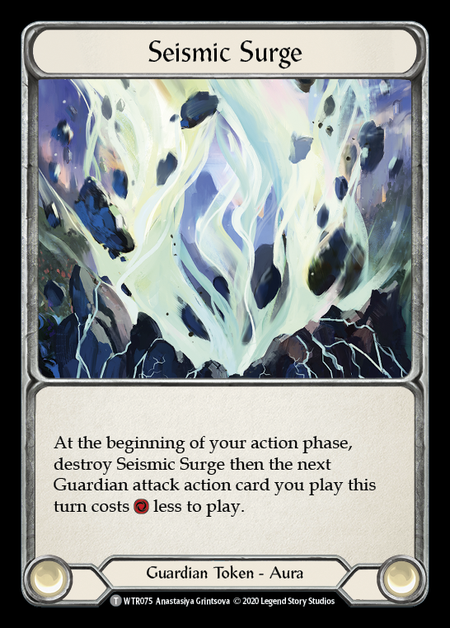 Seismic Surge
At the beginning of your action phase,
destroy Seismic Surge then the next
Guardian attack action card you play this
turn costs less to play.
Guardian Token - Aura
T WTR075 Anastasiya Grintsova © 2020 Legend Story Studios